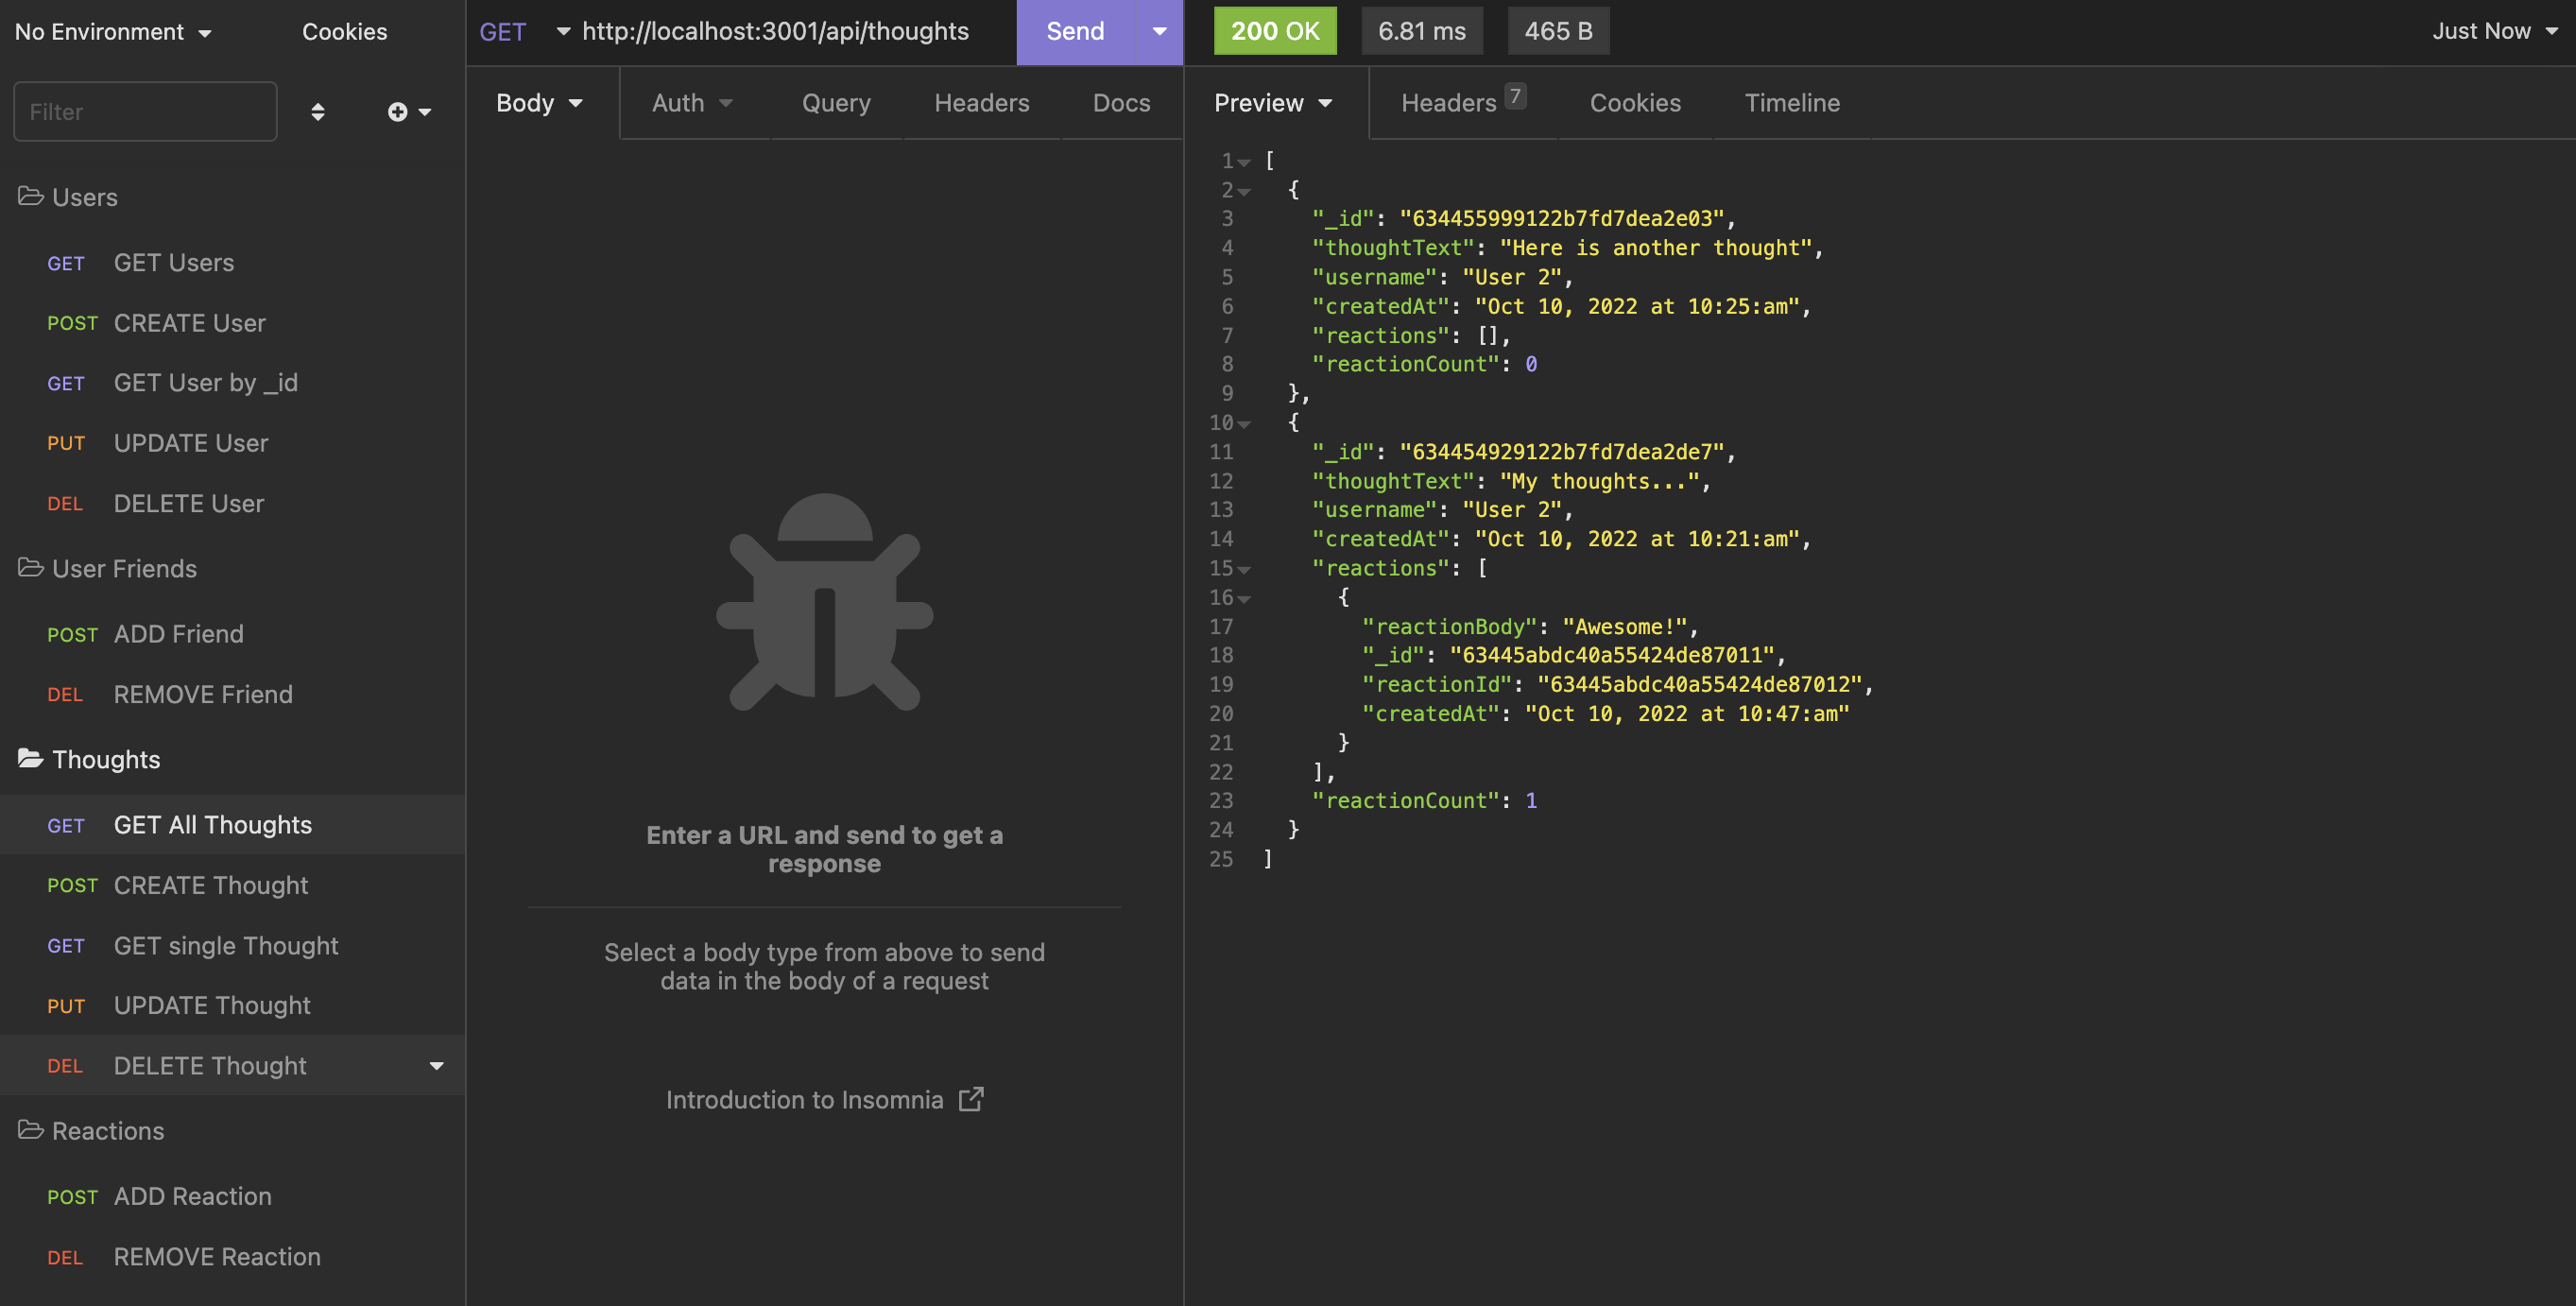 No Environment
Cookies
Filter
Users
GET GET Users
POST CREATE User
GET GET User by _id
PUT UPDATE User
DEL DELETE User
User Friends
POST ADD Friend
DEL REMOVE Friend
Thoughts
GET GET All Thoughts
POST CREATE Thought
GET GET single Thought
PUT UPDATE Thought
DEL DELETE Thought
Reactions
POST ADD Reaction
DEL REMOVE Reaction
GET http://localhost:3001/api/thoughts Send
Body Auth Query Headers Docs
Enter a URL and send to get a
response
Select a body type from above to send
data in the body of a request
Introduction to Insomnia
200 OK 6.81 ms 465 B Just Now
Preview Headers 7 Cookies Timeline
1 [
2 {
3 "_id": "634455999122b7fd7dea2e03",
4 "thoughtText": "Here is another thought",
5 "username": "User 2",
6 "createdAt": "Oct 10, 2022 at 10:25:am",
7 "reactions": [],
8 "reactionCount": 0
9 },
10 {
11 "_id": "634454929122b7fd7dea2de7",
12 "thoughtText": "My thoughts...",
13 "username": "User 2",
14 "createdAt": "Oct 10, 2022 at 10:21:am",
15 "reactions": [
16 {
17 "reactionBody": "Awesome!",
18 "_id": "63445abdc40a55424de87011",
19 "reactionId": "63445abdc40a55424de87012",
20 "createdAt": "Oct 10, 2022 at 10:47:am"
21 }
22 ],
23 "reactionCount": 1
24 }
25 ]